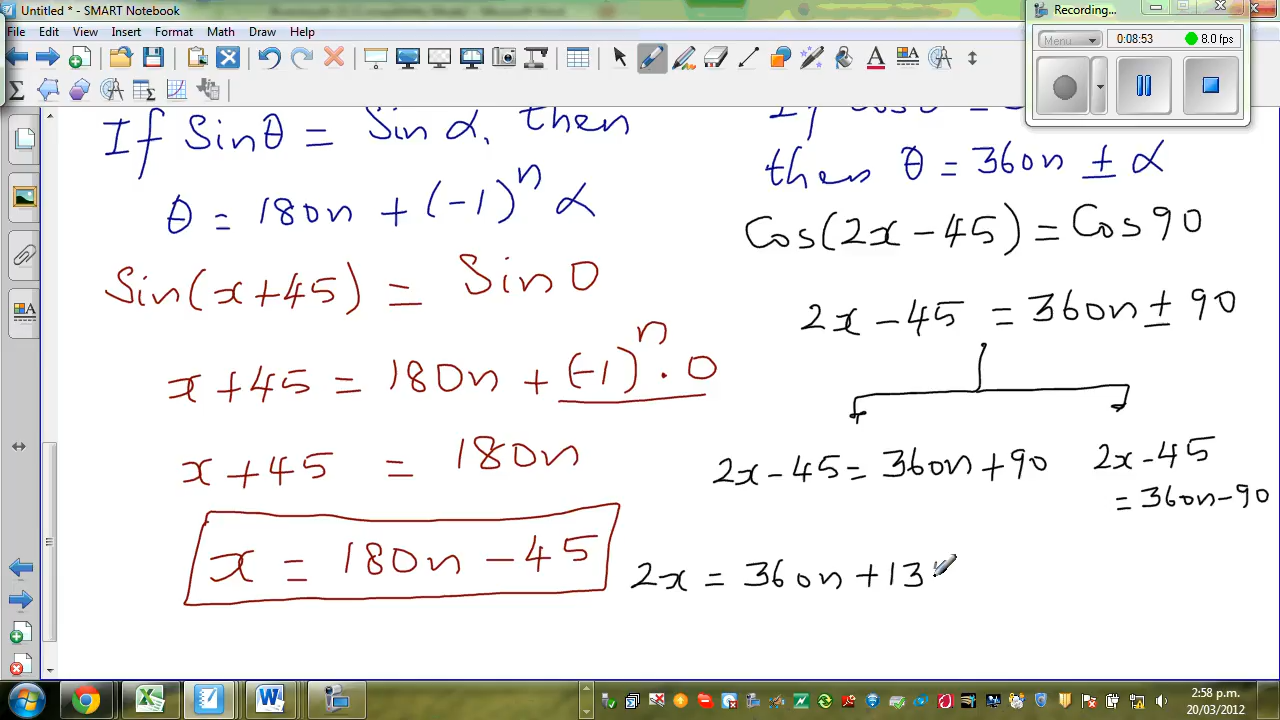 Untitled * - SMART Notebook
File Edit View Insert Format Math Draw Help
Recording...
Menu
0:08:53
8.0 fps
If Sinθ = Sin α, then
θ = 180n + (-1)^n α
Sin(x+45) = Sin 0
x+45 = 180n + (-1)^n . 0
x+45 = 180n
x = 180n - 45
then θ = 360n ± α
Cos(2x - 45) = Cos 90
2x - 45 = 360n ± 90
2x - 45 = 360n + 90
2x - 45
= 360n - 90
2x = 360n + 13
2:58 p.m.
20/03/2012